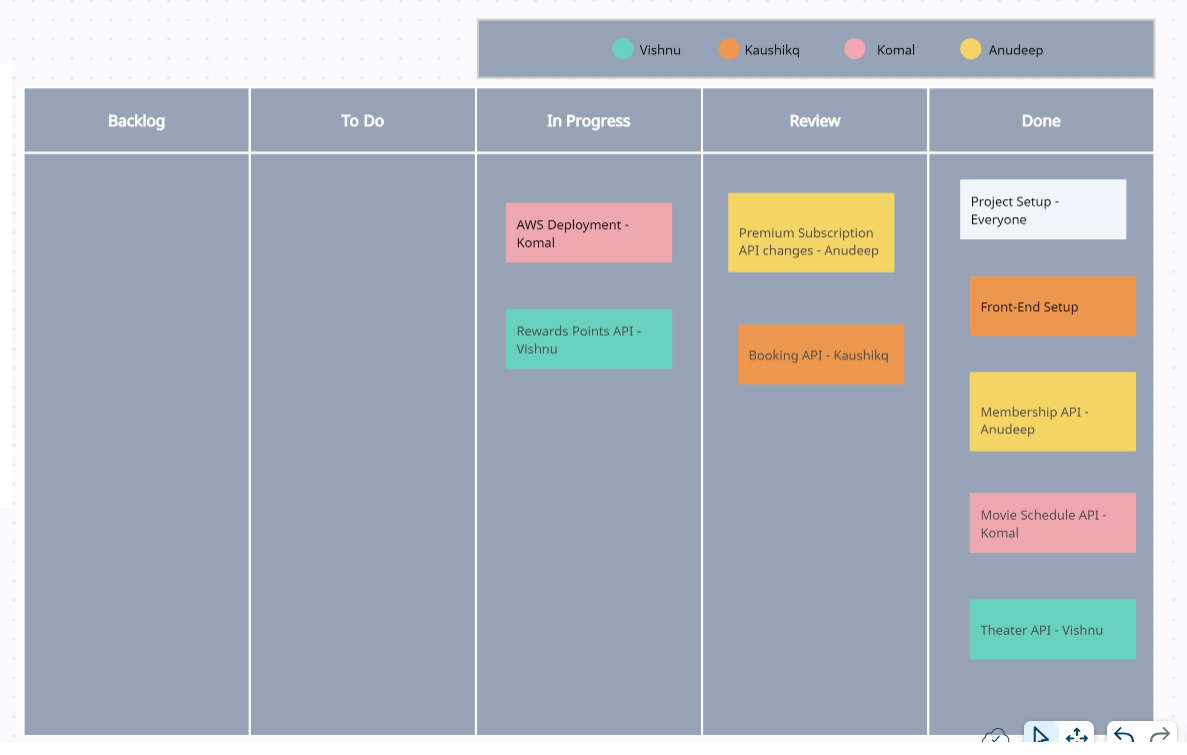 Vishnu Kaushikq Komal Anudeep
Backlog To Do In Progress Review Done
AWS Deployment -
Komal
Rewards Points API -
Vishnu
Premium Subscription
API changes - Anudeep
Booking API - Kaushikq
Project Setup -
Everyone
Front-End Setup
Membership API -
Anudeep
Movie Schedule API -
Komal
Theater API - Vishnu